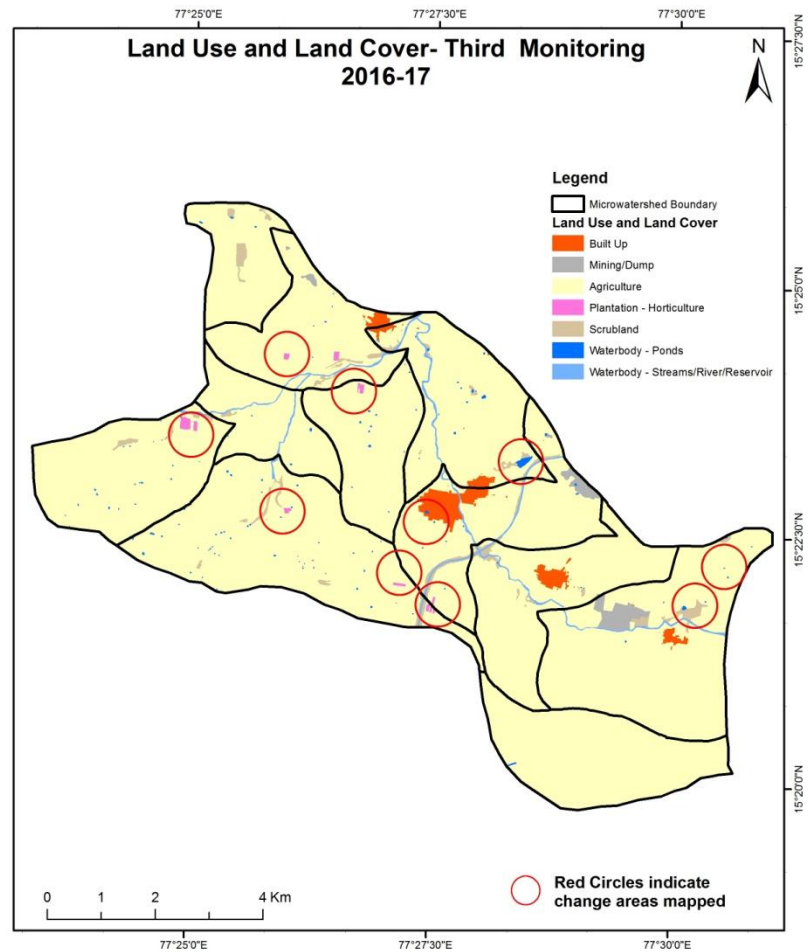 77°25'0"E
77°27'30"E
77°30'0"E
Land Use and Land Cover- Third  Monitoring
2016-17
N
15°27'30"N
Legend
Microwatershed Boundary
Land Use and Land Cover
Built Up
Mining/Dump
Agriculture
Plantation - Horticulture
Scrubland
Waterbody - Ponds
Waterbody - Streams/River/Reservoir
15°25'0"N
15°22'30"N
15°20'0"N
0
1
2
4 Km
Red Circles indicate
change areas mapped
77°25'0"E
77°27'30"E
77°30'0"E